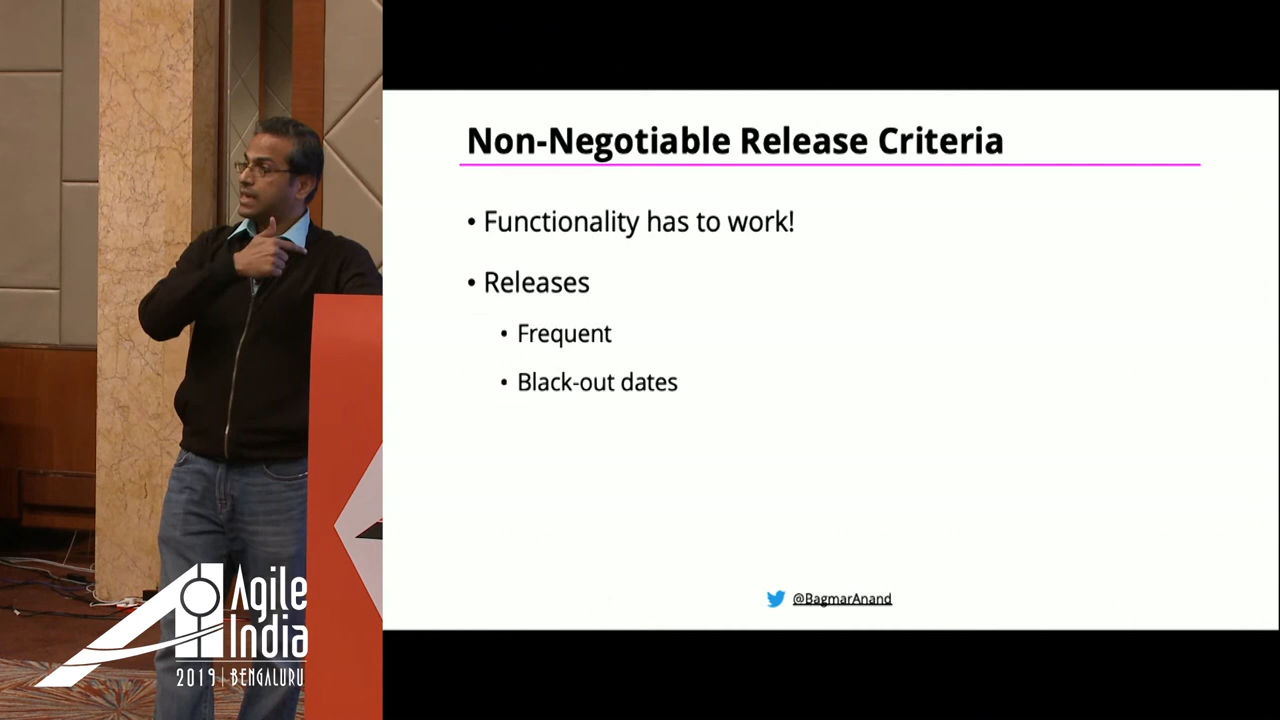 Non-Negotiable Release Criteria
• Functionality has to work!
• Releases
• Frequent
• Black-out dates
@BagmarAnand
Agile
India
2019 | BENGALURU